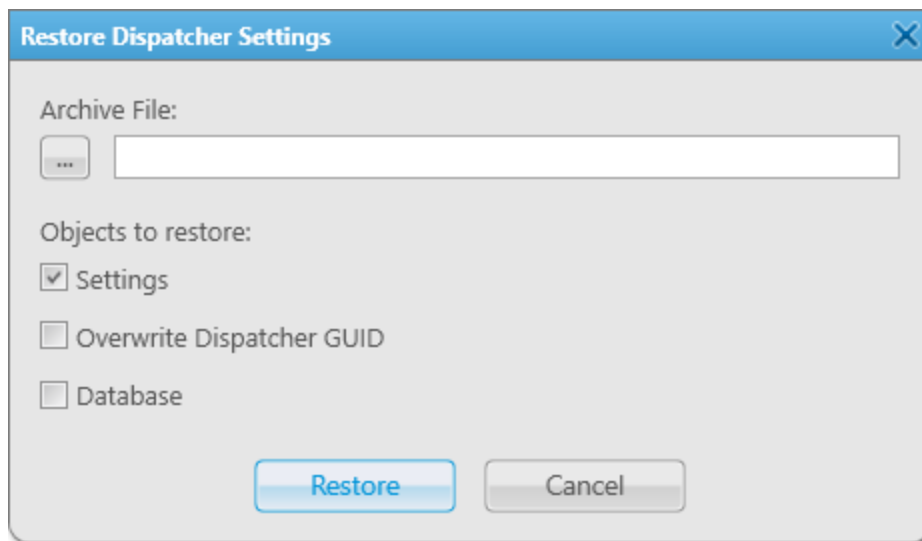 Restore Dispatcher Settings
Archive File:
...
Objects to restore:
Settings
Overwrite Dispatcher GUID
Database
Restore Cancel